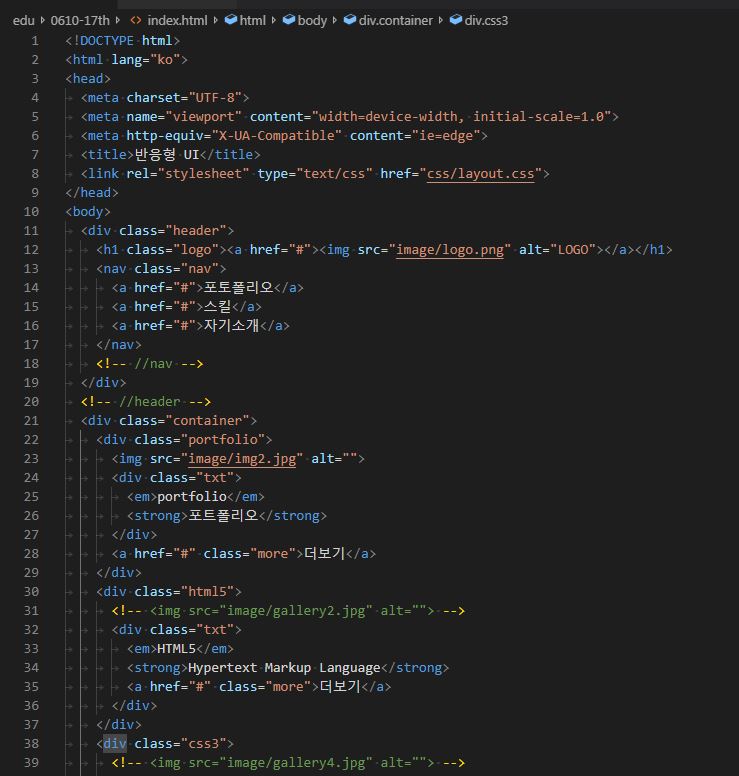 edu > 0610-17th > index.html > html > body > div.container > div.css3
1 <!DOCTYPE html>
2 <html lang="ko">
3 <head>
4 <meta charset="UTF-8">
5 <meta name="viewport" content="width=device-width, initial-scale=1.0">
6 <meta http-equiv="X-UA-Compatible" content="ie=edge">
7 <title>반응형 UI</title>
8 <link rel="stylesheet" type="text/css" href="css/layout.css">
9 </head>
10 <body>
11 <div class="header">
12 <h1 class="logo"><a href="#"><img src="image/logo.png" alt="LOGO"></a></h1>
13 <nav class="nav">
14 <a href="#">포토폴리오</a>
15 <a href="#">스킬</a>
16 <a href="#">자기소개</a>
17 </nav>
18 <!-- //nav -->
19 </div>
20 <!-- //header -->
21 <div class="container">
22 <div class="portfolio">
23 <img src="image/img2.jpg" alt="">
24 <div class="txt">
25 <em>portfolio</em>
26 <strong>포트폴리오</strong>
27 </div>
28 <a href="#" class="more">더보기</a>
29 </div>
30 <div class="html5">
31 <!-- <img src="image/gallery2.jpg" alt=""> -->
32 <div class="txt">
33 <em>HTML5</em>
34 <strong>Hypertext Markup Language</strong>
35 <a href="#" class="more">더보기</a>
36 </div>
37 </div>
38 <div class="css3">
39 <!-- <img src="image/gallery4.jpg" alt=""> -->